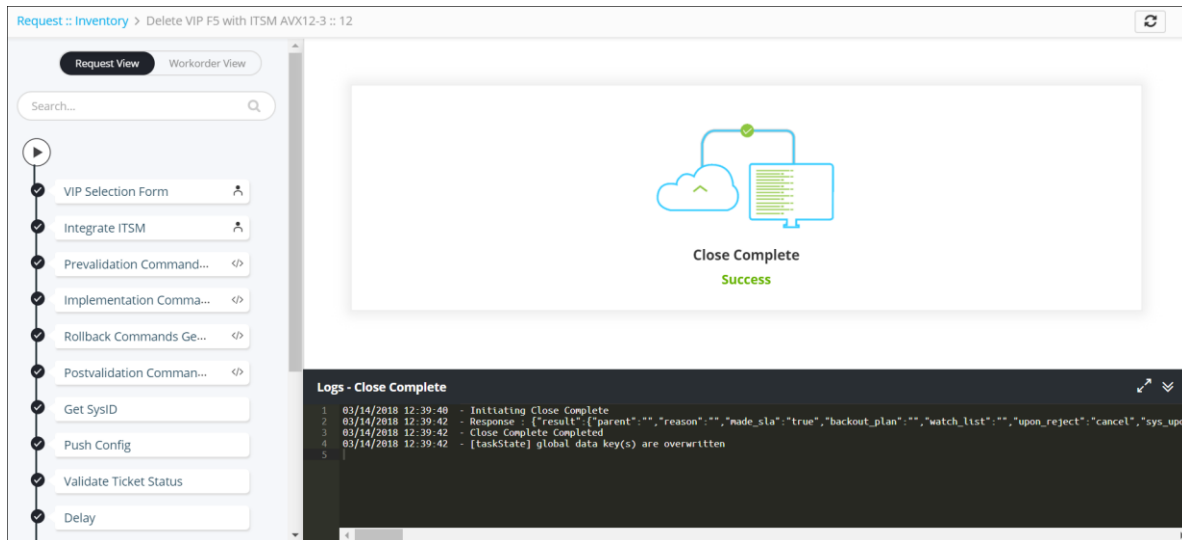 Request :: Inventory > Delete VIP F5 with ITSM AVX12-3 :: 12
Request View Workorder View
Search...
VIP Selection Form
Integrate ITSM
Prevalidation Command... </>
Implementation Comma... </>
Rollback Commands Ge... </>
Postvalidation Comman... </>
Get SysID
Push Config
Validate Ticket Status
Delay
Close Complete
Success
Logs - Close Complete
1 03/14/2018 12:39:40 - Initiating Close Complete
2 03/14/2018 12:39:42 - Response : {"result":{"parent":"","reason":"","made_sla":"true","backout_plan":"","watch_list":"","upon_reject":"cancel","sys_upd
3 03/14/2018 12:39:42 - Close Complete Completed
4 03/14/2018 12:39:42 - [taskState] global data key(s) are overwritten
5